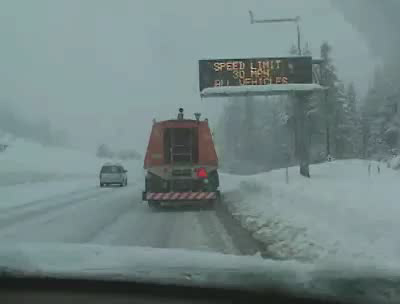 SPEED LIMIT
30 MPH
ALL VEHICLES